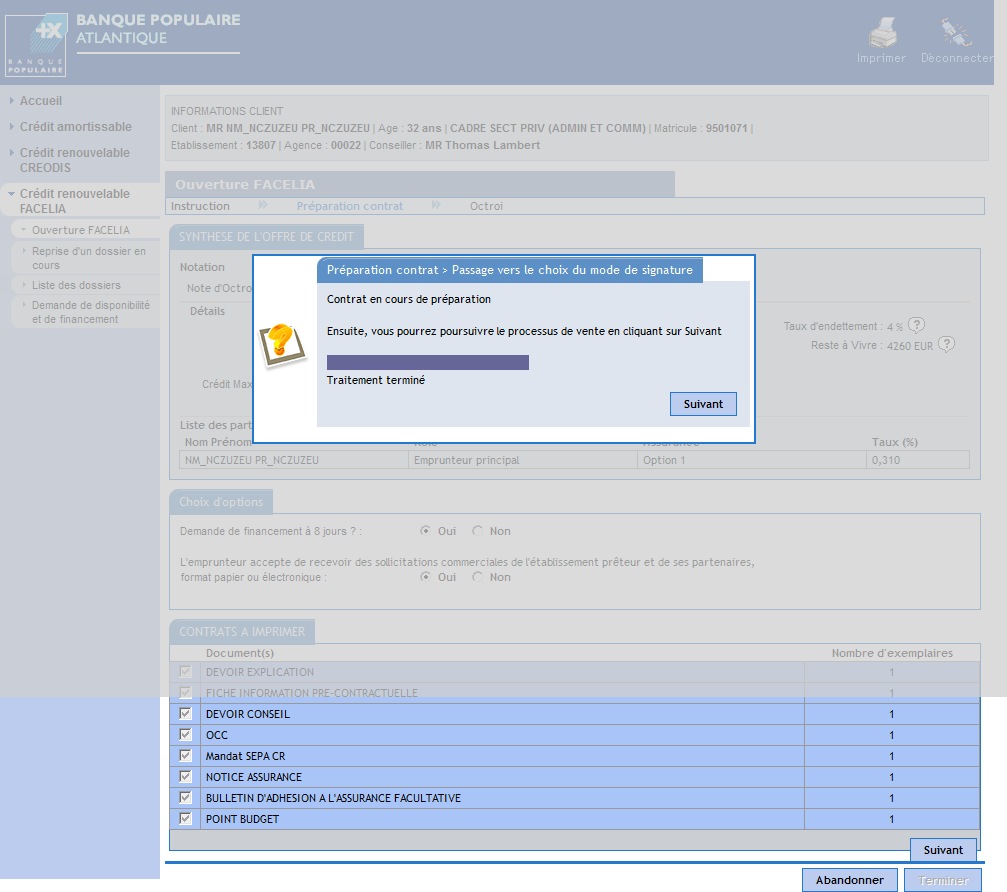 BANQUE POPULAIRE
ATLANTIQUE
BANQUE
POPULAIRE
Imprimer Déconnecter
Accueil
Crédit amortissable
Crédit renouvelable
CREODIS
Crédit renouvelable
FACELIA
Ouverture FACELIA
Reprise d'un dossier en
cours
Liste des dossiers
Demande de disponibilité
et de financement
INFORMATIONS CLIENT
Client : MR NM_NCZUZEU PR_NCZUZEU | Age : 32 ans | CADRE SECT PRIV (ADMIN ET COMM) | Matricule : 9501071 |
Etablissement : 13807 | Agence : 00022 | Conseiller : MR Thomas Lambert
Ouverture FACELIA
Instruction Préparation contrat Octroi
SYNTHESE DE L'OFFRE DE CREDIT
Notation
Note d'Octro
Détails
Taux d'endettement : 4 % ?
Reste à Vivre : 4260 EUR ?
Crédit Max
Préparation contrat > Passage vers le choix du mode de signature
Contrat en cours de préparation
Ensuite, vous pourrez poursuivre le processus de vente en cliquant sur Suivant
Traitement terminé
Suivant
Liste des part
Nom Prénom Rôle Assurance Taux (%)
NM_NCZUZEU PR_NCZUZEU Emprunteur principal Option 1 0,310
Choix d'options
Demande de financement à 8 jours ? : Oui Non
L'emprunteur accepte de recevoir des sollicitations commerciales de l'établissement prêteur et de ses partenaires,
format papier ou électronique : Oui Non
CONTRATS A IMPRIMER
Document(s) Nombre d'exemplaires
DEVOIR EXPLICATION 1
FICHE INFORMATION PRE-CONTRACTUELLE 1
DEVOIR CONSEIL 1
OCC 1
Mandat SEPA CR 1
NOTICE ASSURANCE 1
BULLETIN D'ADHESION A L'ASSURANCE FACULTATIVE 1
POINT BUDGET 1
Suivant
Abandonner Terminer